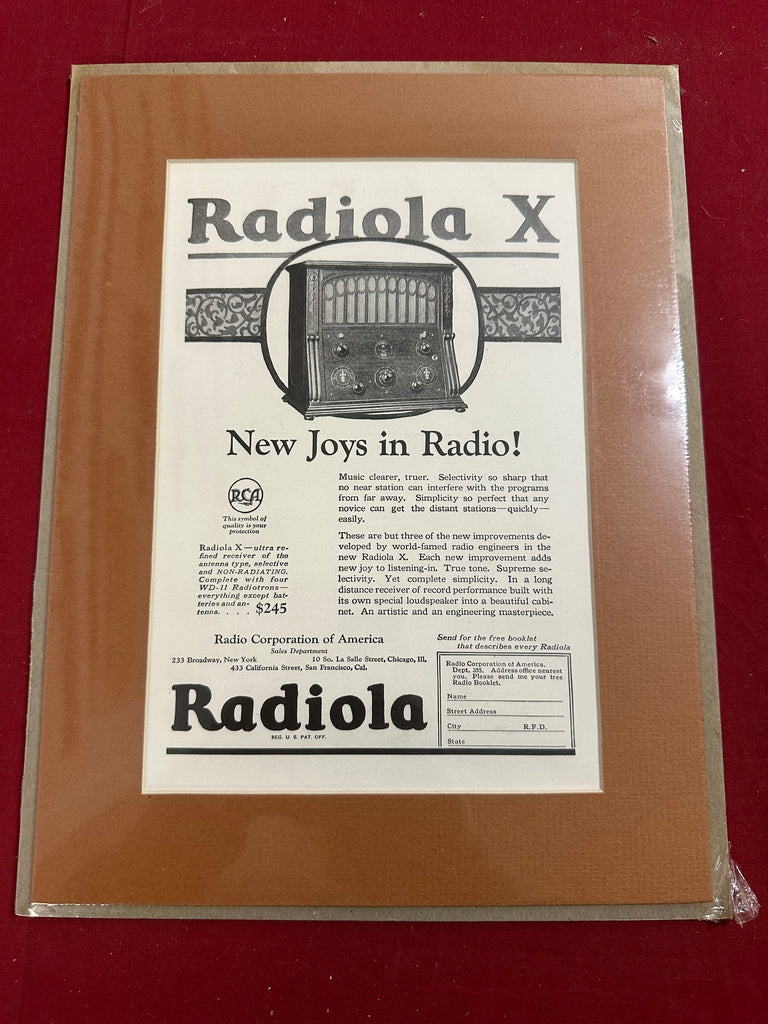 Radiola X
New Joys in Radio!
RCA
This symbol of
quality is your
protection
Radiola X—ultra re-
fined receiver of the
antenna type, selective
and NON-RADIATING.
Complete with four
WD-11 Radiotrons—
everything except bat-
teries and an-
tenna. . . . $245
Music clearer, truer. Selectivity so sharp that
no near station can interfere with the programs
from far away. Simplicity so perfect that any
novice can get the distant stations—quickly—
easily.
These are but three of the new improvements de-
veloped by world-famed radio engineers in the
new Radiola X. Each new improvement adds
new joy to listening-in. True tone. Supreme se-
lectivity. Yet complete simplicity. In a long
distance receiver of record performance built with
its own special loudspeaker into a beautiful cabi-
net. An artistic and an engineering masterpiece.
Radio Corporation of America
Sales Department
233 Broadway, New York 10 So. La Salle Street, Chicago, Ill.
433 California Street, San Francisco, Cal.
Radiola
REG. U. S. PAT. OFF.
Send for the free booklet
that describes every Radiola
Radio Corporation of America.
Dept. 355. Address office nearest
you. Please send me your free
Radio Booklet.
Name
Street Address
City R.F.D.
State